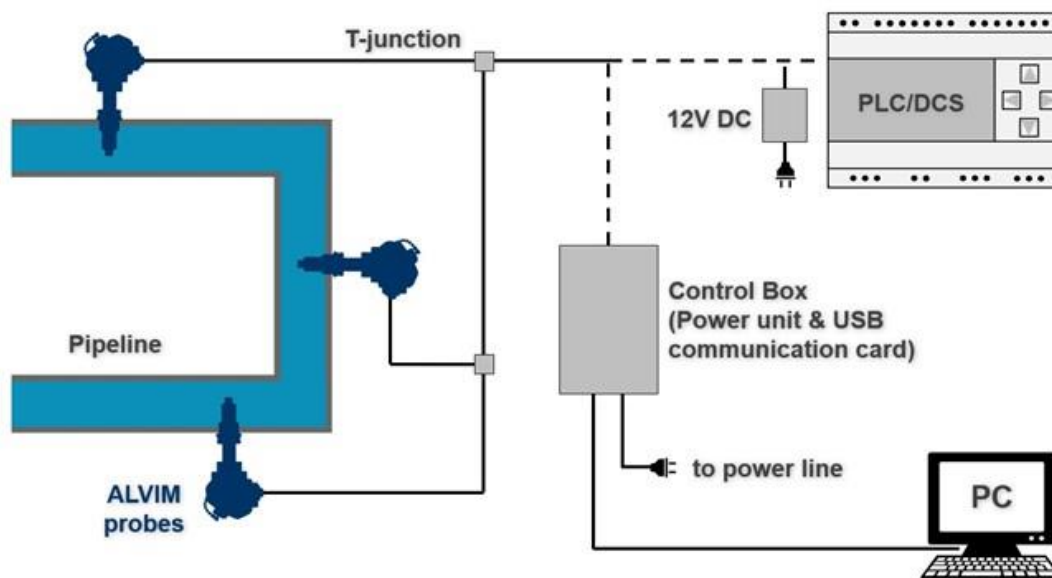 T-junction
12V DC
PLC/DCS
Control Box
(Power unit & USB
communication card)
Pipeline
to power line
ALVIM
probes
PC